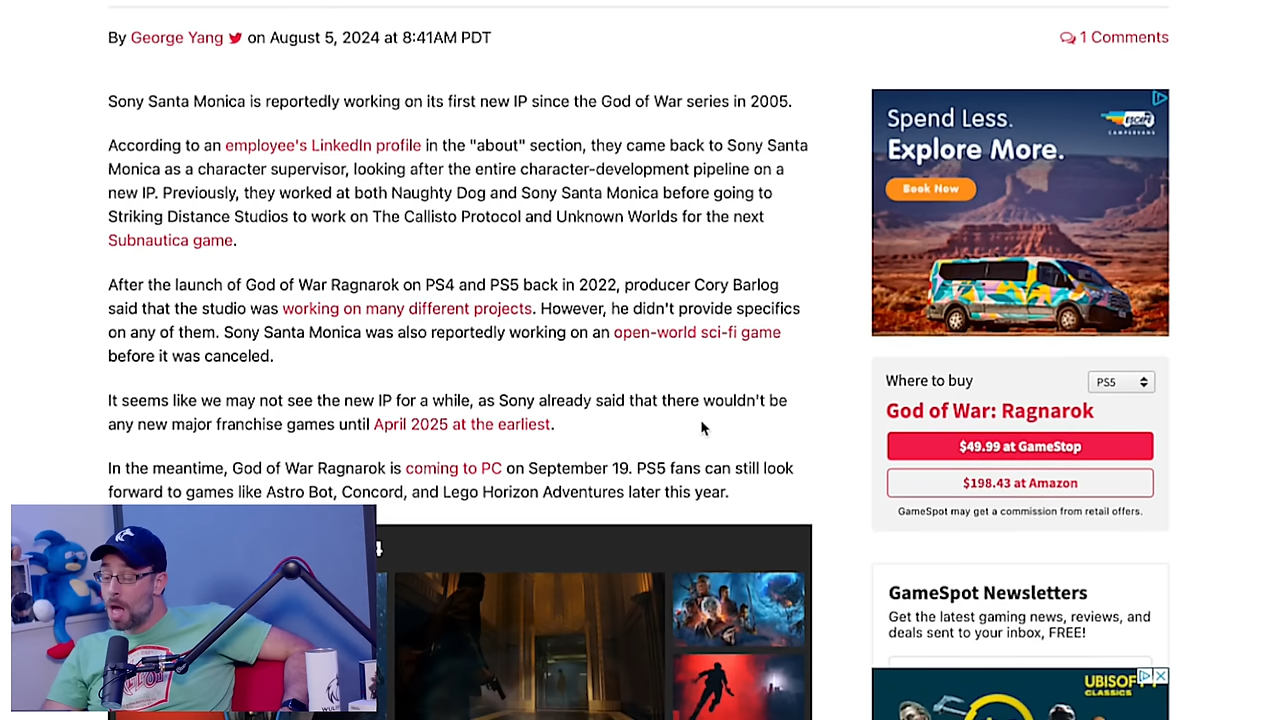 By George Yang on August 5, 2024 at 8:41AM PDT
1 Comments
Sony Santa Monica is reportedly working on its first new IP since the God of War series in 2005.
According to an employee's LinkedIn profile in the "about" section, they came back to Sony Santa
Monica as a character supervisor, looking after the entire character-development pipeline on a
new IP. Previously, they worked at both Naughty Dog and Sony Santa Monica before going to
Striking Distance Studios to work on The Callisto Protocol and Unknown Worlds for the next
Subnautica game.
After the launch of God of War Ragnarok on PS4 and PS5 back in 2022, producer Cory Barlog
said that the studio was working on many different projects. However, he didn't provide specifics
on any of them. Sony Santa Monica was also reportedly working on an open-world sci-fi game
before it was canceled.
It seems like we may not see the new IP for a while, as Sony already said that there wouldn't be
any new major franchise games until April 2025 at the earliest.
In the meantime, God of War Ragnarok is coming to PC on September 19. PS5 fans can still look
forward to games like Astro Bot, Concord, and Lego Horizon Adventures later this year.
4
Spend Less.
Explore More.
Book Now
ESCAPE
CAMPERVANS
Where to buy
PS5
God of War: Ragnarok
$49.99 at GameStop
$198.43 at Amazon
GameSpot may get a commission from retail offers.
GameSpot Newsletters
Get the latest gaming news, reviews, and
deals sent to your inbox, FREE!
CLASSICS